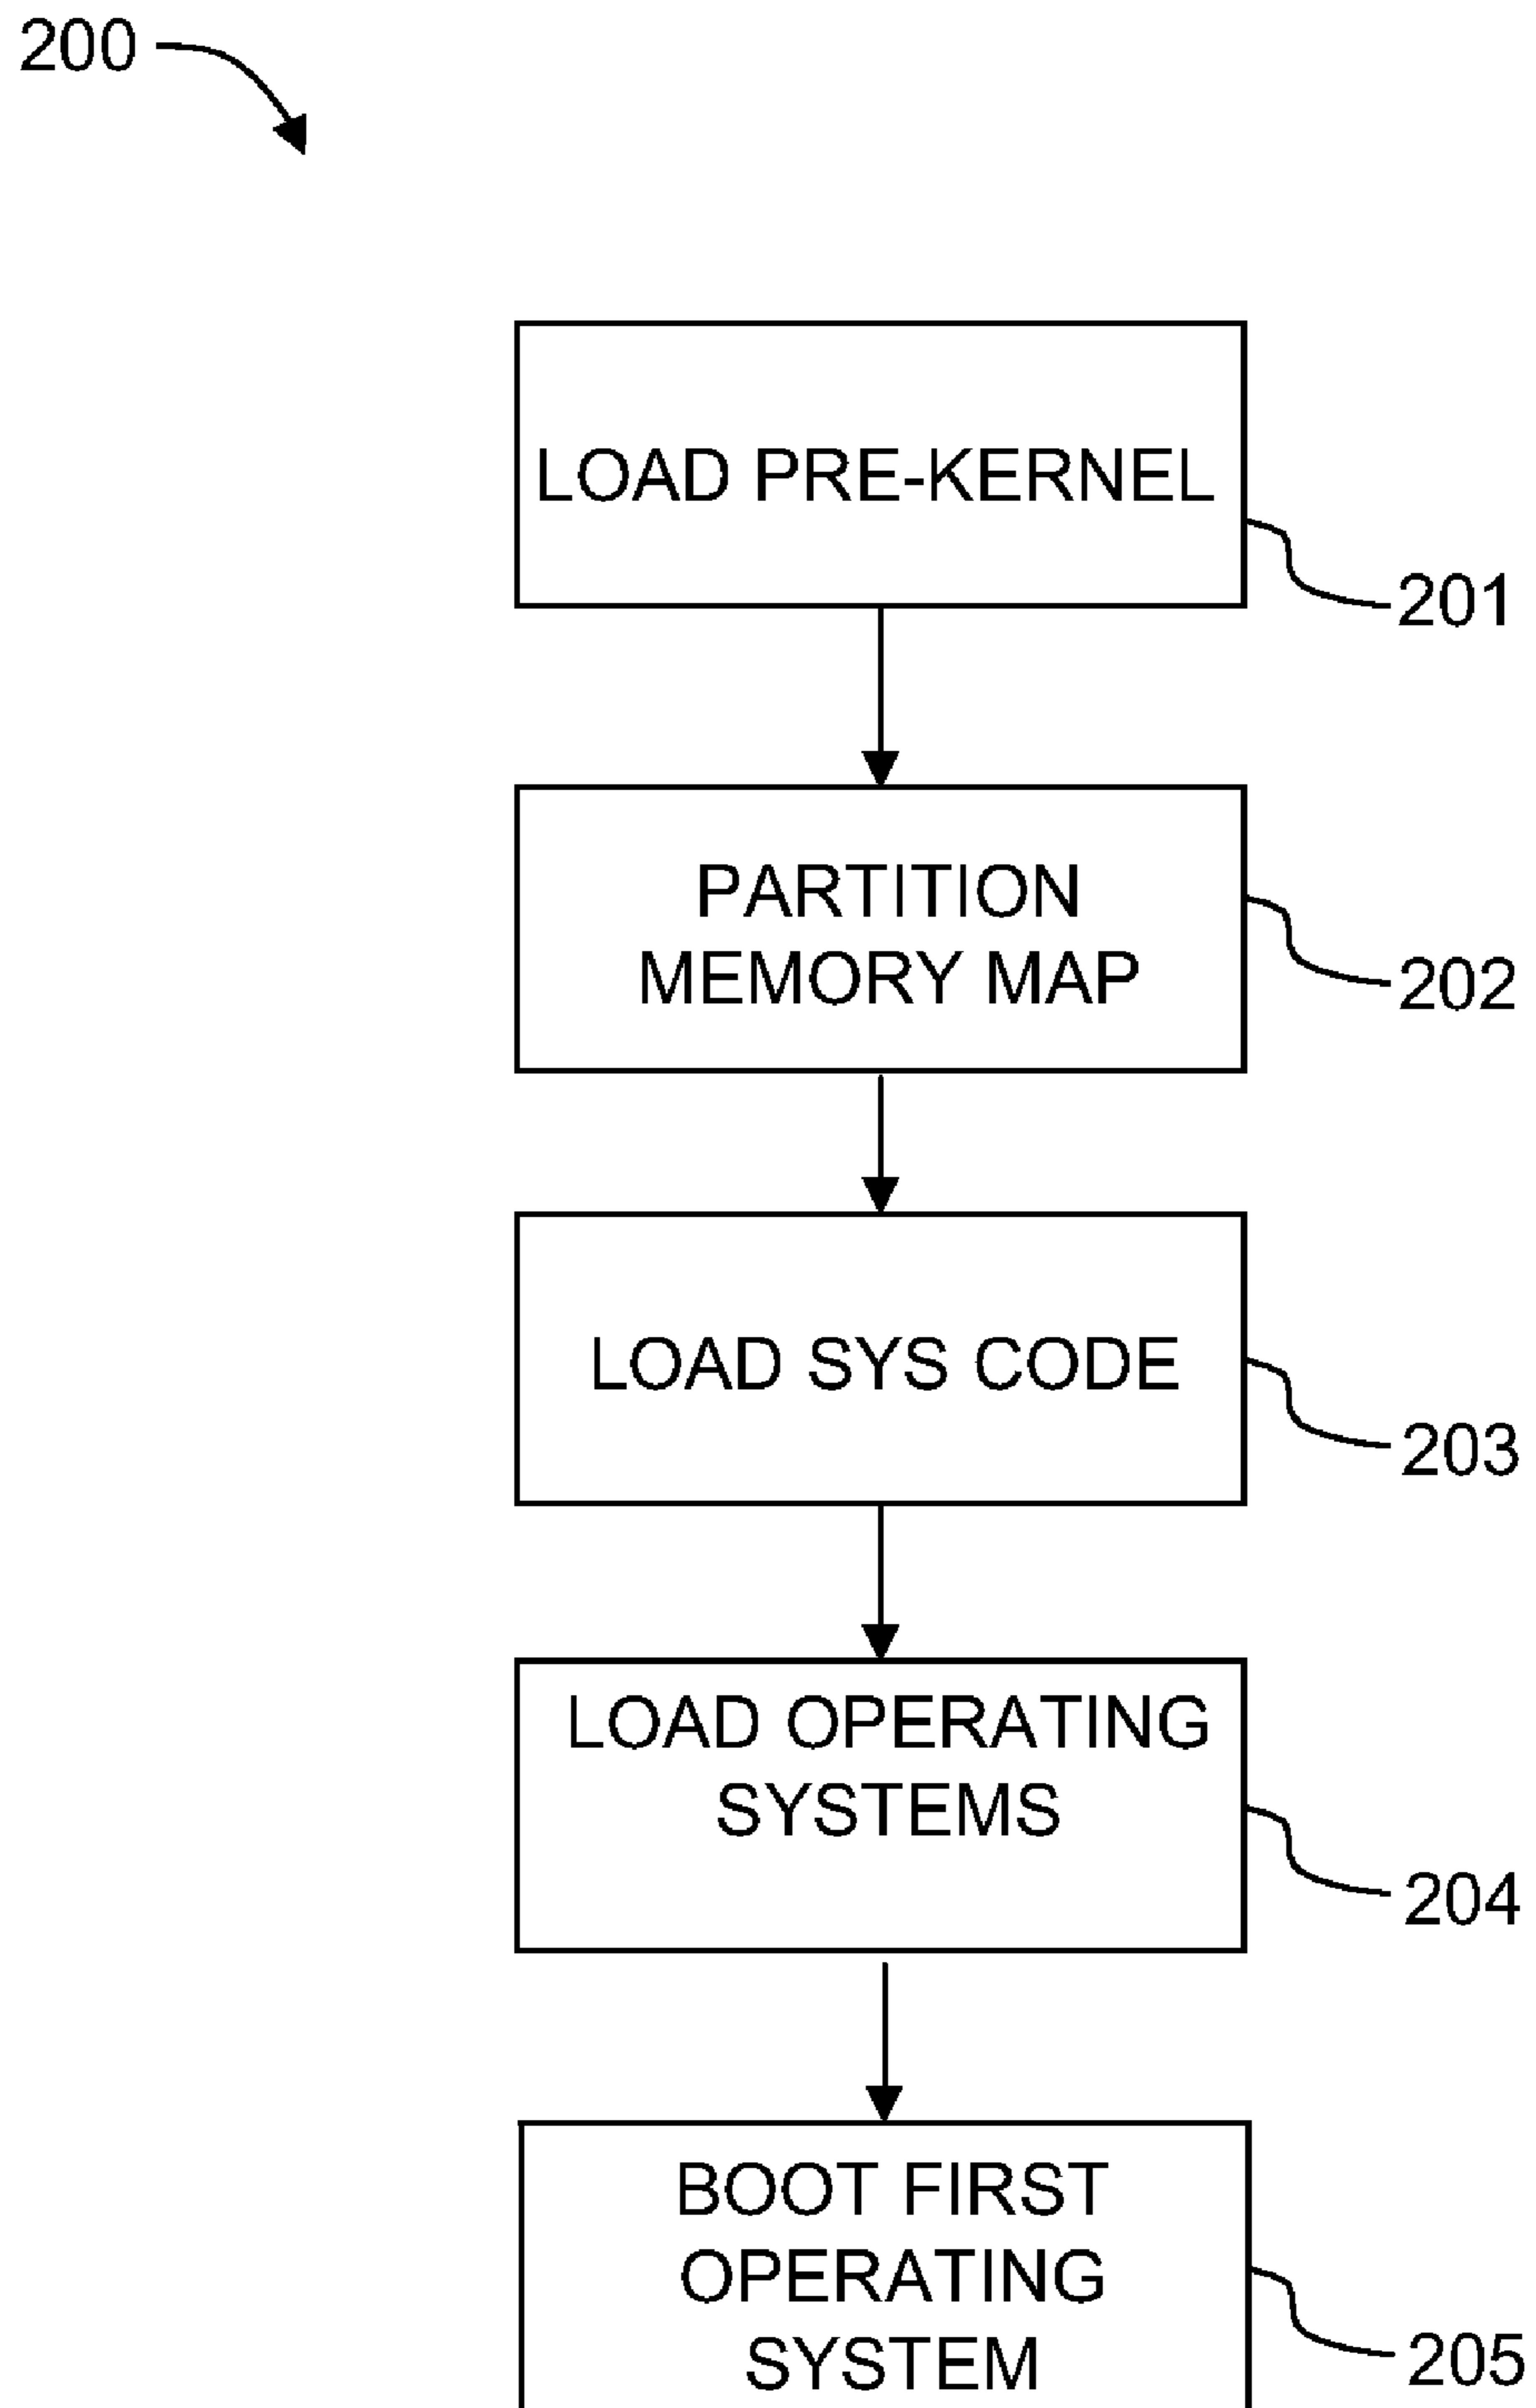 200
LOAD PRE-KERNEL
201
PARTITION
MEMORY MAP
202
LOAD SYS CODE
203
LOAD OPERATING
SYSTEMS
204
BOOT FIRST
OPERATING
SYSTEM
205